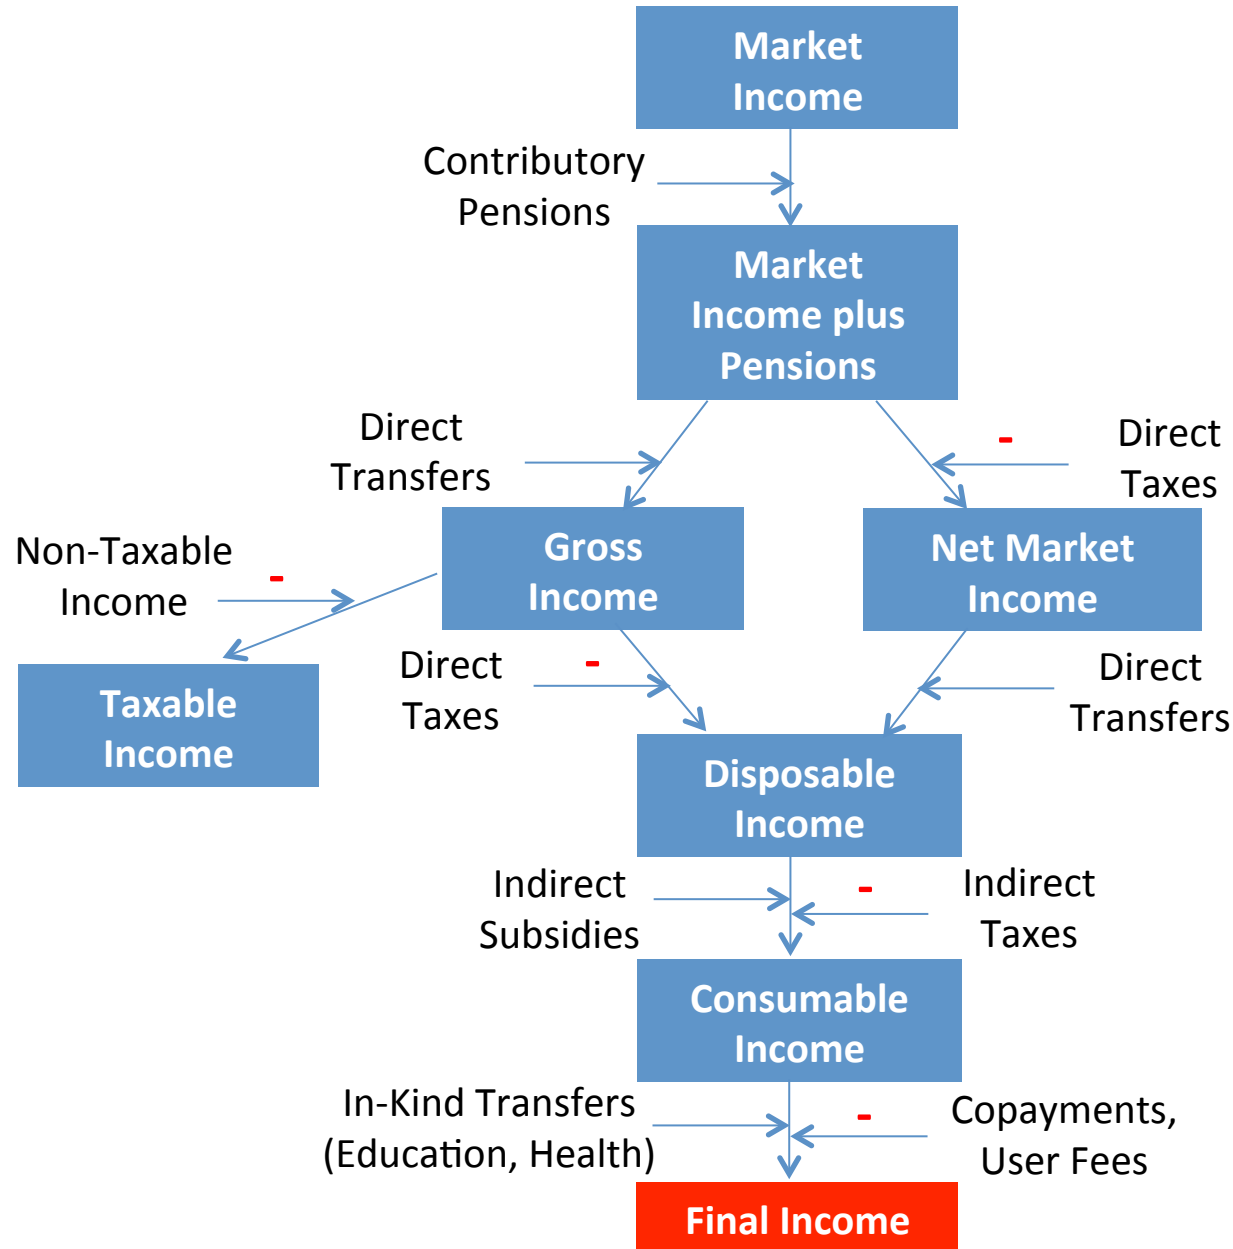 Market
Income
Contributory
Pensions
Market
Income plus
Pensions
Direct
Transfers
-
Direct
Taxes
Non-Taxable
Income
-
Gross
Income
Net Market
Income
Taxable
Income
Direct
Taxes
-
Direct
Transfers
Disposable
Income
Indirect
Subsidies
-
Indirect
Taxes
Consumable
Income
In-Kind Transfers
(Education, Health)
-
Copayments,
User Fees
Final Income